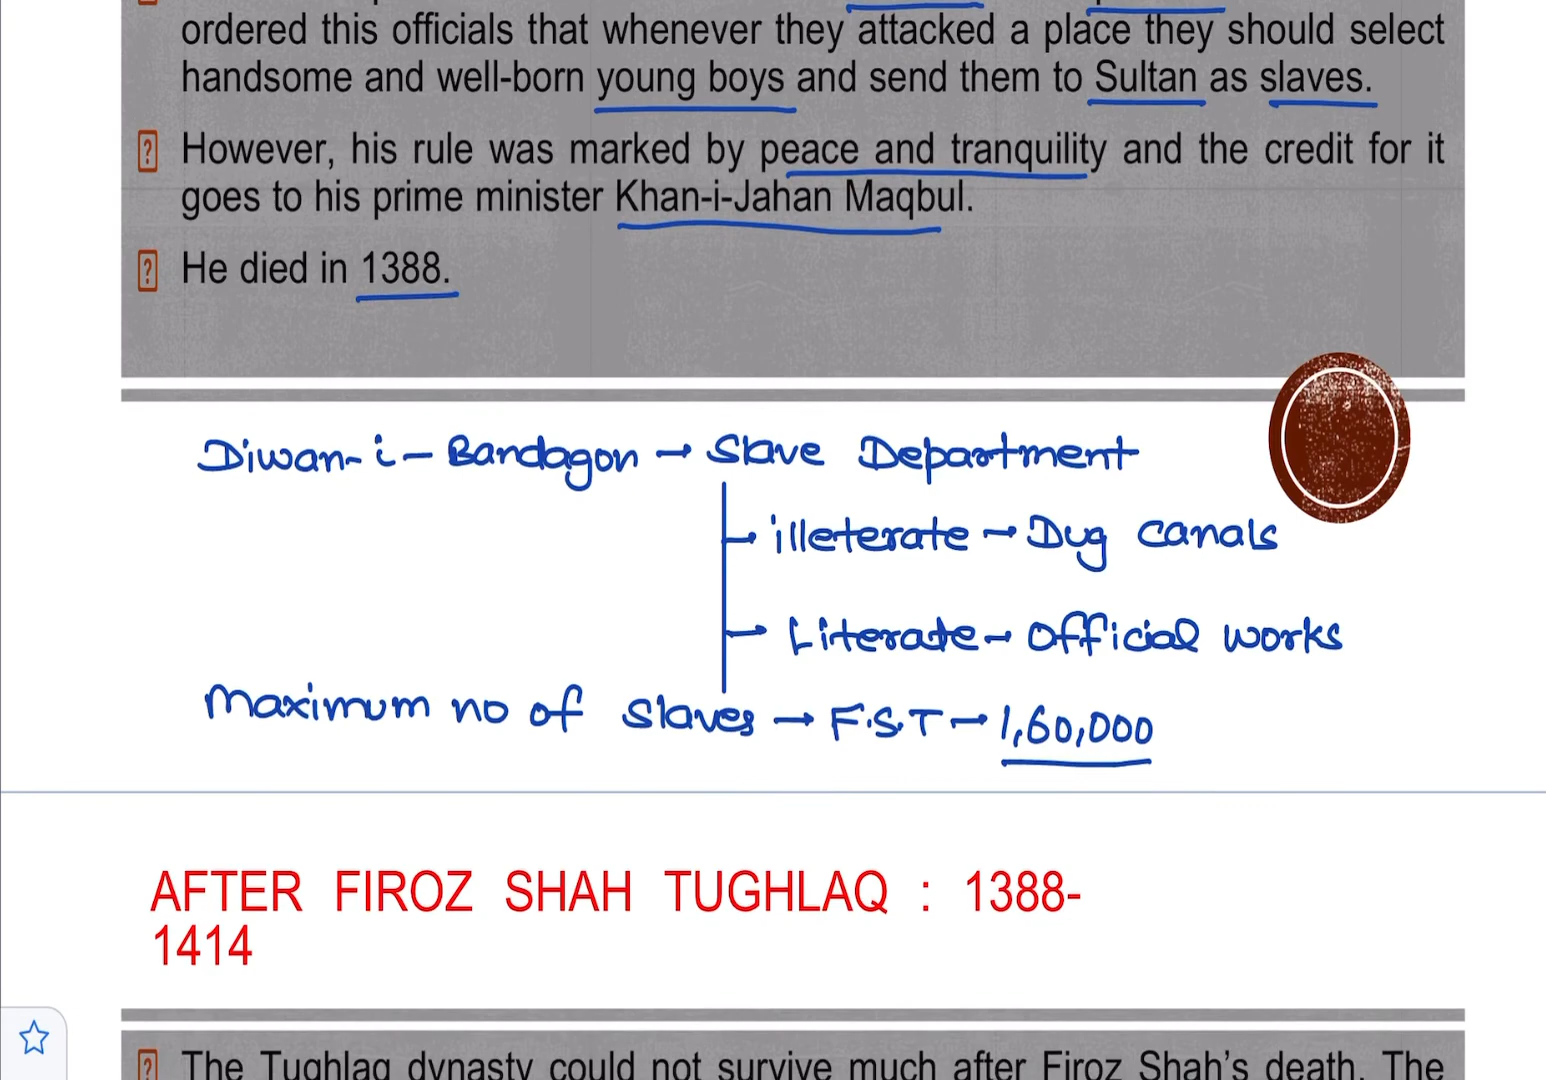 ordered this officials that whenever they attacked a place they should select
handsome and well-born young boys and send them to Sultan as slaves.
However, his rule was marked by peace and tranquility and the credit for it
goes to his prime minister Khan-i-Jahan Maqbul.
He died in 1388.
Diwan-i-Bandagon → Slave Department
illeterate → Dug canals
Literate → Official works
Maximum no of slaves → F.S.T → 1,60,000
AFTER FIROZ SHAH TUGHLAQ : 1388-
1414
The Tughlaq dynasty could not survive much after Firoz Shah's death. The